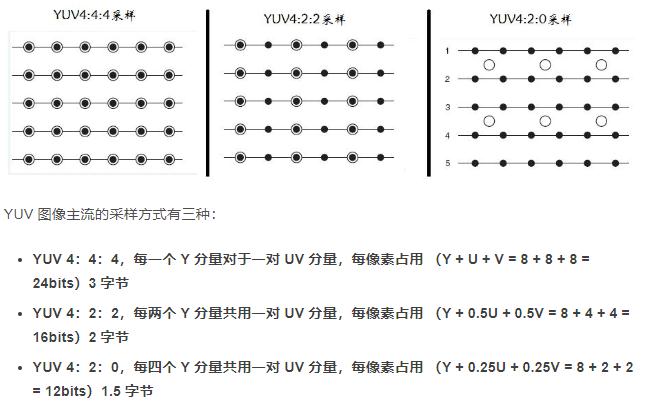 YUV4:4:4采样
YUV4:2:2采样
YUV4:2:0采样
1
2
3
4
5
YUV 图像主流的采样方式有三种：
• YUV 4：4：4，每一个 Y 分量对于一对 UV 分量，每像素占用 （Y + U + V = 8 + 8 + 8 =
24bits）3 字节
• YUV 4：2：2，每两个 Y 分量共用一对 UV 分量，每像素占用 （Y + 0.5U + 0.5V = 8 + 4 + 4 =
16bits）2 字节
• YUV 4：2：0，每四个 Y 分量共用一对 UV 分量，每像素占用 （Y + 0.25U + 0.25V = 8 + 2 + 2
= 12bits）1.5 字节